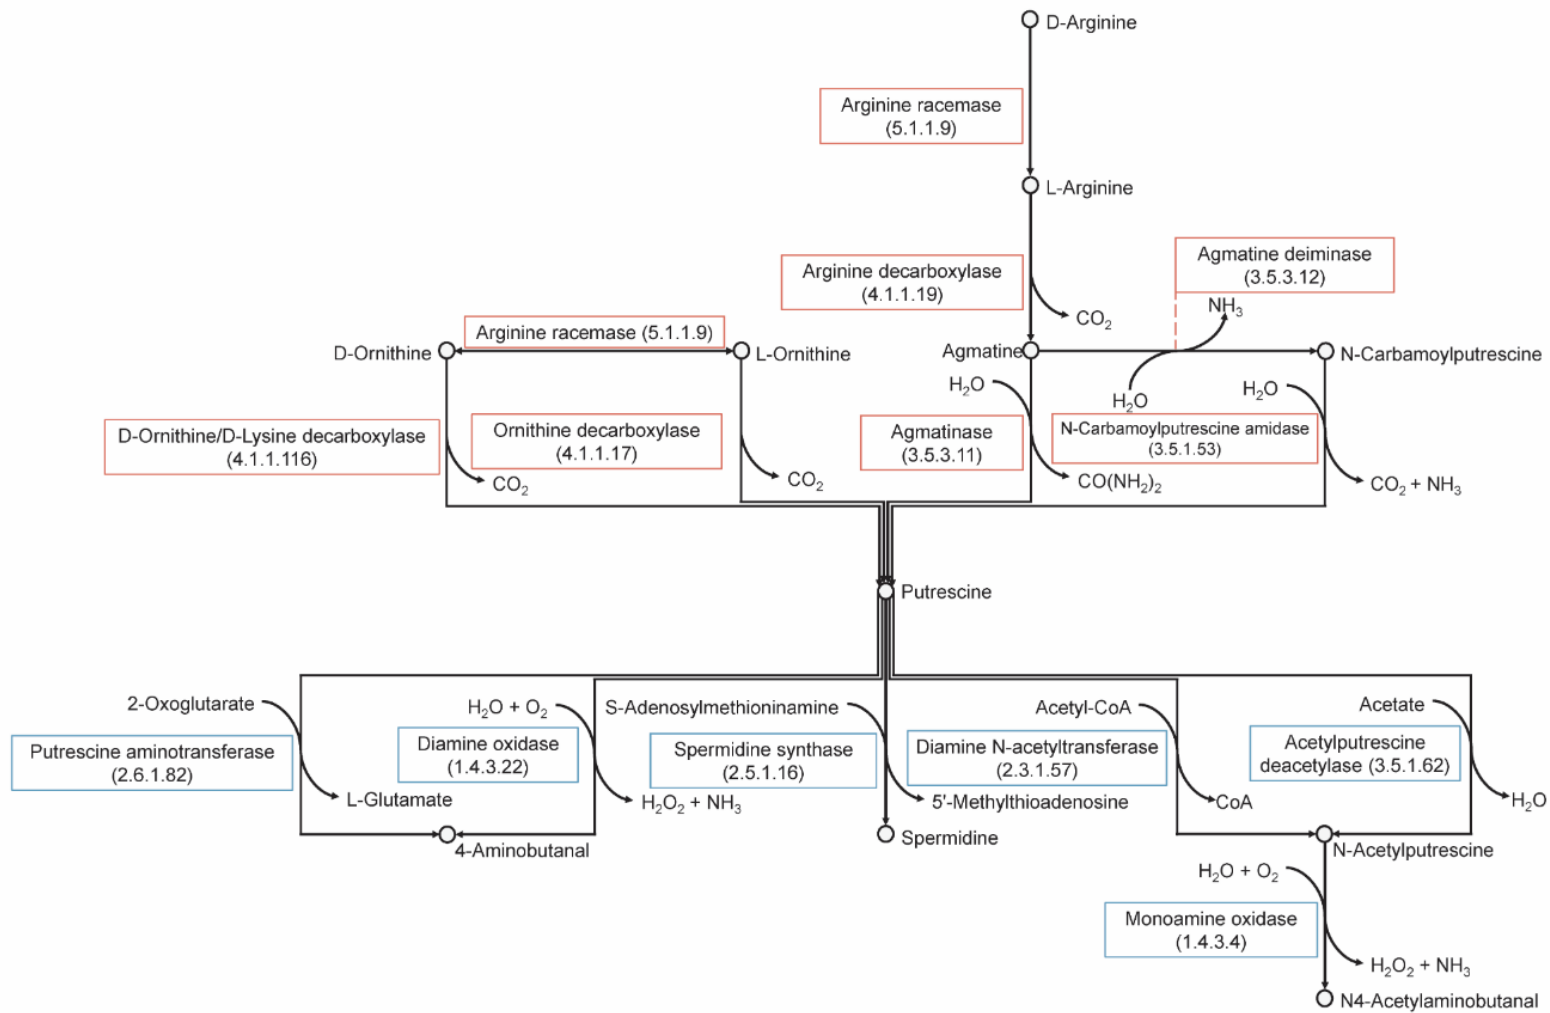 D-Arginine
Arginine racemase
(5.1.1.9)
L-Arginine
Arginine decarboxylase
(4.1.1.19)
CO₂
Agmatine deiminase
(3.5.3.12)
NH₃
Arginine racemase (5.1.1.9)
D-Ornithine
L-Ornithine
Agmatine
N-Carbamoylputrescine
H₂O
H₂O
H₂O
D-Ornithine/D-Lysine decarboxylase
(4.1.1.116)
CO₂
Ornithine decarboxylase
(4.1.1.17)
CO₂
Agmatinase
(3.5.3.11)
CO(NH₂)₂
N-Carbamoylputrescine amidase
(3.5.1.53)
CO₂ + NH₃
Putrescine
2-Oxoglutarate
Putrescine aminotransferase
(2.6.1.82)
L-Glutamate
H₂O + O₂
Diamine oxidase
(1.4.3.22)
H₂O₂ + NH₃
S-Adenosylmethioninamine
Spermidine synthase
(2.5.1.16)
5'-Methylthioadenosine
Acetyl-CoA
Diamine N-acetyltransferase
(2.3.1.57)
CoA
Acetate
Acetylputrescine
deacetylase (3.5.1.62)
H₂O
4-Aminobutanal
Spermidine
N-Acetylputrescine
H₂O + O₂
Monoamine oxidase
(1.4.3.4)
H₂O₂ + NH₃
N4-Acetylaminobutanal